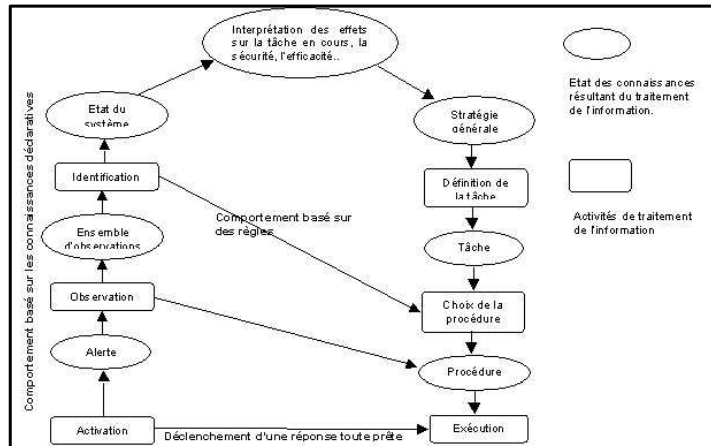 Interprétation des effets
sur la tâche en cours, la
sécurité, l'efficacité..
Etat du
système
Identification
Ensemble
d'observations
Observation
Alerte
Activation
Comportement basé sur les connaissances déclaratives
Comportement basé sur
des règles
Déclenchement d'une réponse toute prête
Stratégie
générale
Définition de
la tâche
Tâche
Choix de la
procédure
Procédure
Exécution
Etat des connaissances
résultant du traitement
de l'information.
Activités de traitement
de l'information